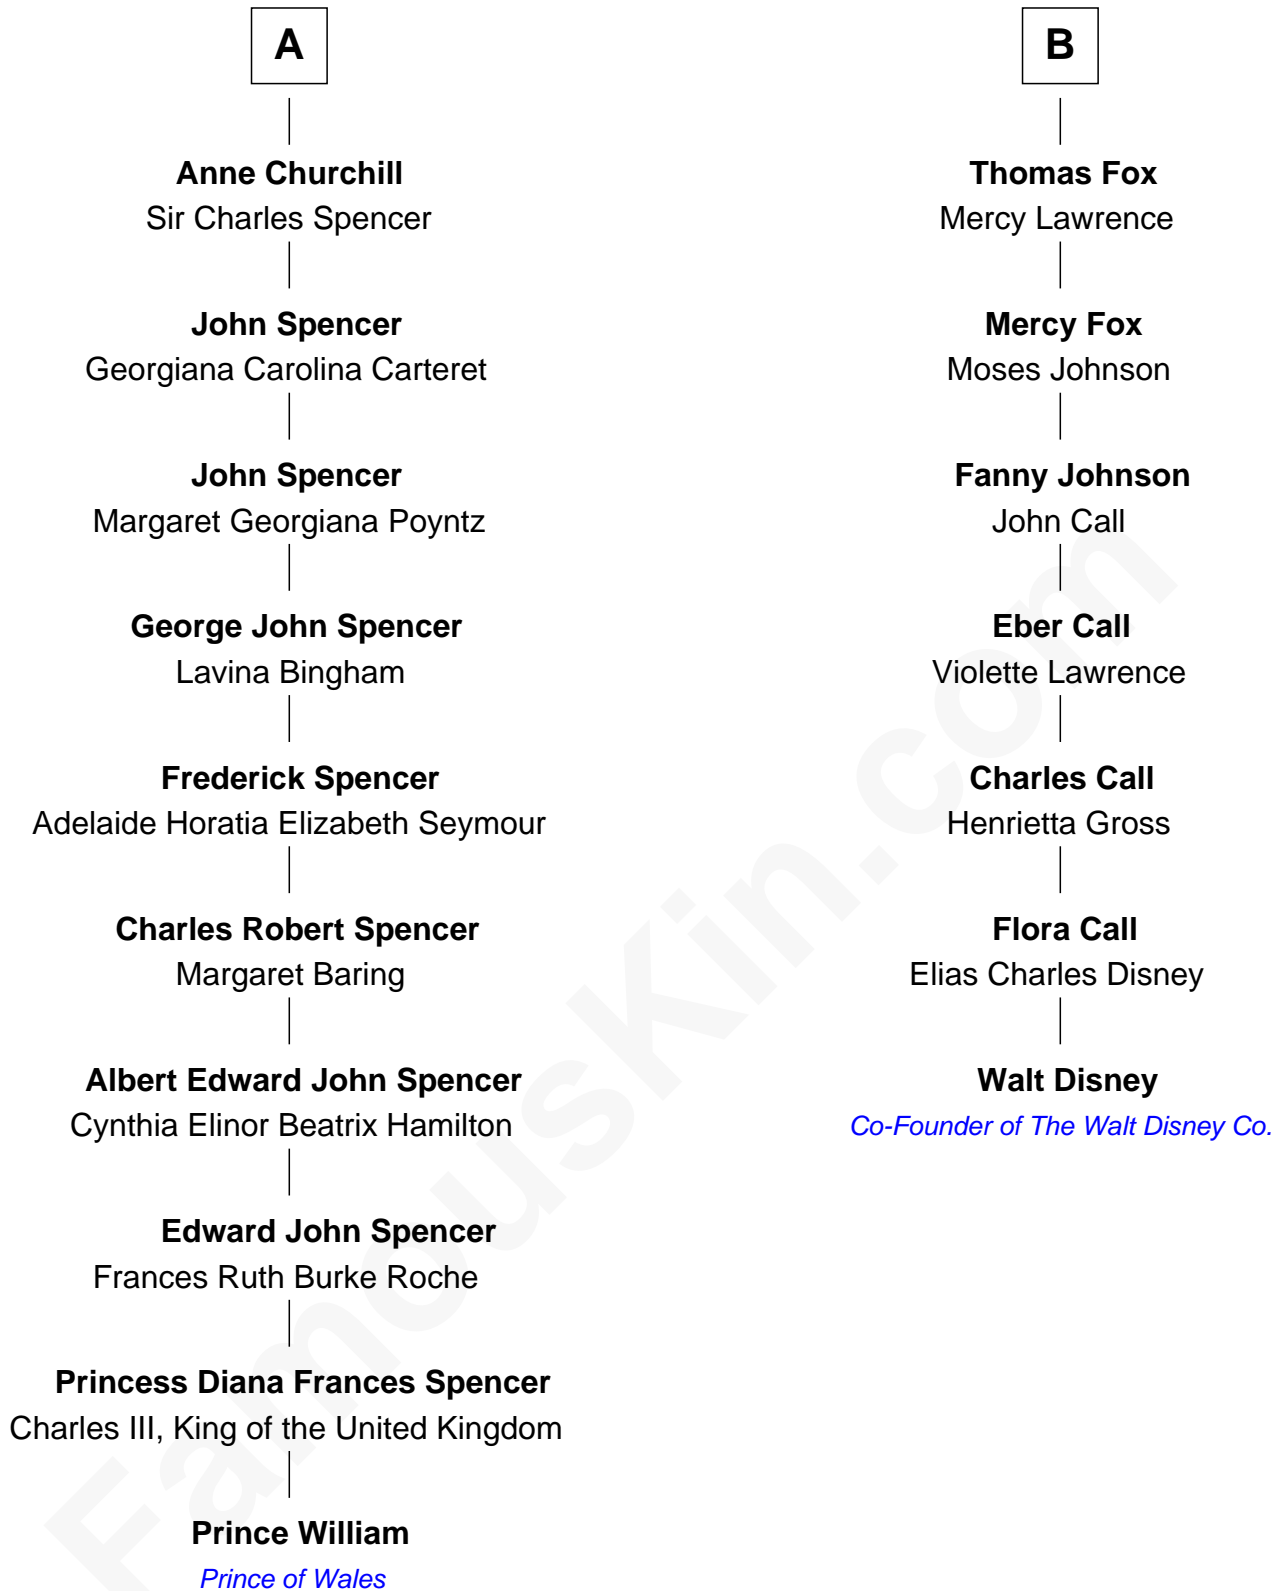 A
Anne Churchill
Sir Charles Spencer
John Spencer
Georgiana Carolina Carteret
John Spencer
Margaret Georgiana Poyntz
George John Spencer
Lavina Bingham
Frederick Spencer
Adelaide Horatia Elizabeth Seymour
Charles Robert Spencer
Margaret Baring
Albert Edward John Spencer
Cynthia Elinor Beatrix Hamilton
Edward John Spencer
Frances Ruth Burke Roche
Princess Diana Frances Spencer
Charles III, King of the United Kingdom
Prince William
Prince of Wales
B
Thomas Fox
Mercy Lawrence
Mercy Fox
Moses Johnson
Fanny Johnson
John Call
Eber Call
Violette Lawrence
Charles Call
Henrietta Gross
Flora Call
Elias Charles Disney
Walt Disney
Co-Founder of The Walt Disney Co.
FamousKin.com